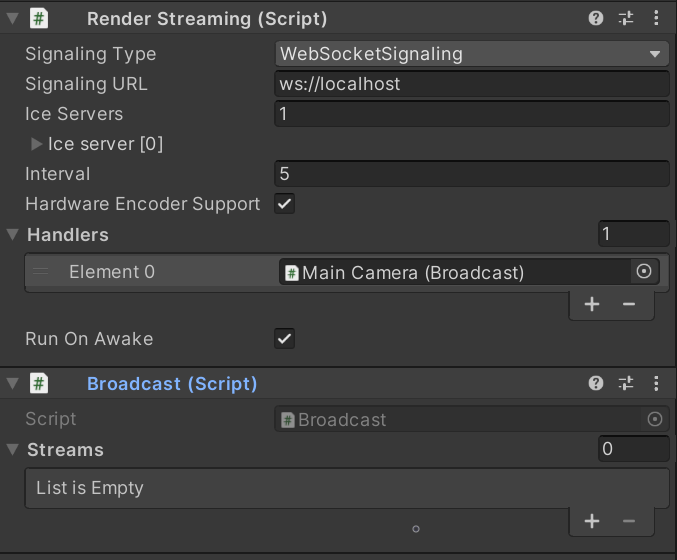 Render Streaming (Script)
Signaling Type WebSocketSignaling
Signaling URL ws://localhost
Ice Servers 1
Ice server [0]
Interval 5
Hardware Encoder Support
Handlers 1
Element 0 # Main Camera (Broadcast)
Run On Awake
# Broadcast (Script)
Script # Broadcast
Streams 0
List is Empty